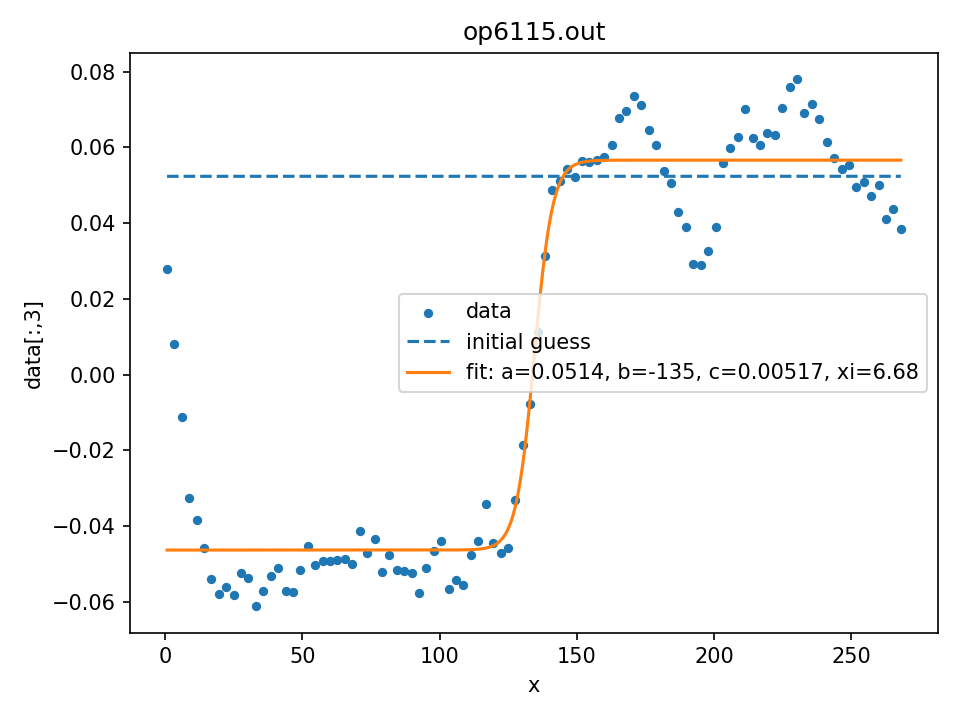 op6115.out
0.08
0.06
0.04
0.02
0.00
−0.02
−0.04
−0.06
data[:,3]
data
initial guess
fit: a=0.0514, b=-135, c=0.00517, xi=6.68
0 50 100 150 200 250
x